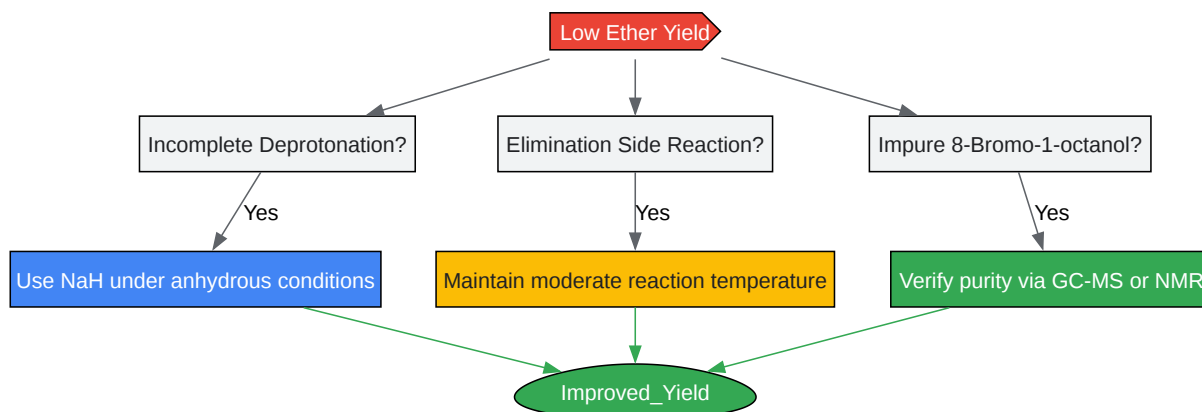 Low Ether Yield
Incomplete Deprotonation?
Elimination Side Reaction?
Impure 8-Bromo-1-octanol?
Yes
Yes
Yes
Use NaH under anhydrous conditions
Maintain moderate reaction temperature
Verify purity via GC-MS or NMR
Improved_Yield